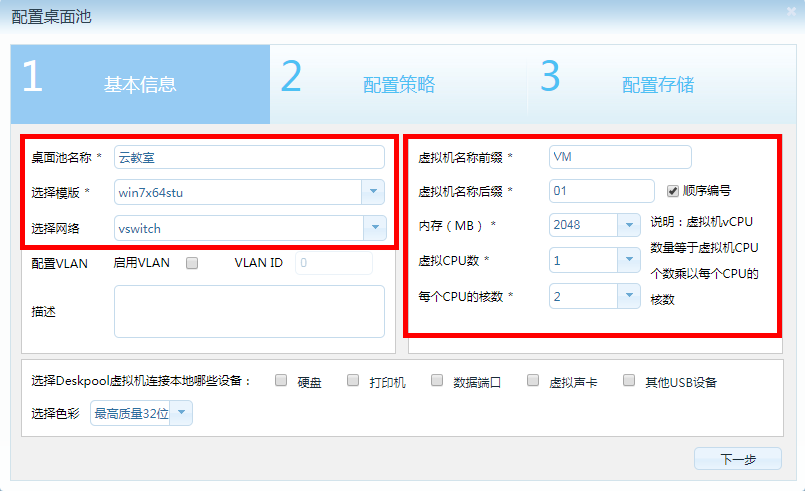 配置桌面池
1 基本信息
2 配置策略
3 配置存储
桌面池名称 * 云教室
选择模版 * win7x64stu
选择网络 vswitch
配置VLAN 启用VLAN VLAN ID 0
描述
虚拟机名称前缀 * VM
虚拟机名称后缀 * 01 顺序编号
内存（MB） * 2048
虚拟CPU数 * 1
每个CPU的核数 * 2
说明：虚拟机vCPU
数量等于虚拟机CPU
个数乘以每个CPU的
核数
选择Deskpool虚拟机连接本地哪些设备： 硬盘 打印机 数据端口 虚拟声卡 其他USB设备
选择色彩 最高质量32位
下一步